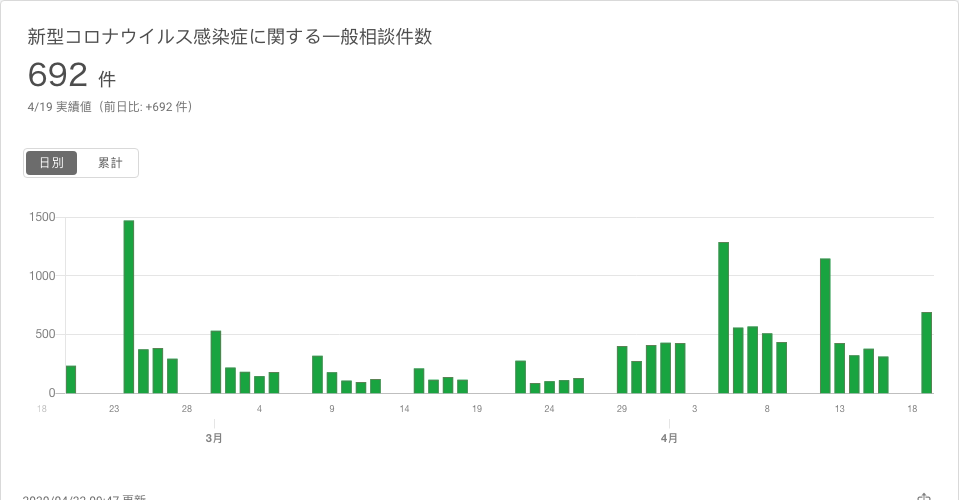 新型コロナウイルス感染症に関する一般相談件数
692 件
4/19 実績値（前日比: +692 件）
日別 累計
1500
1000
500
0
18 23 28 4 9 14 19 24 29 3 8 13 18
3月 4月